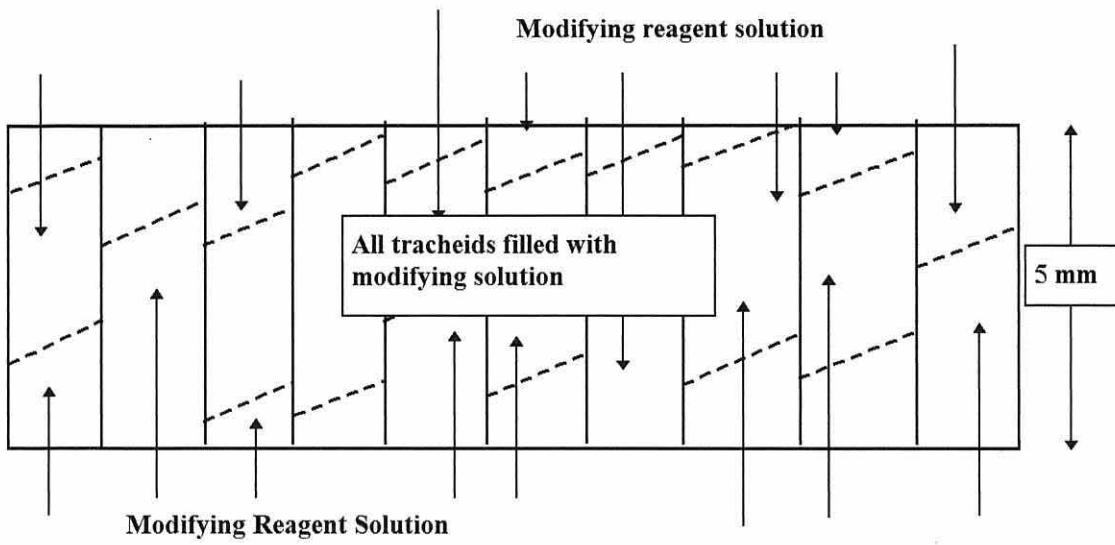 Modifying reagent solution
All tracheids filled with
modifying solution
5 mm
Modifying Reagent Solution